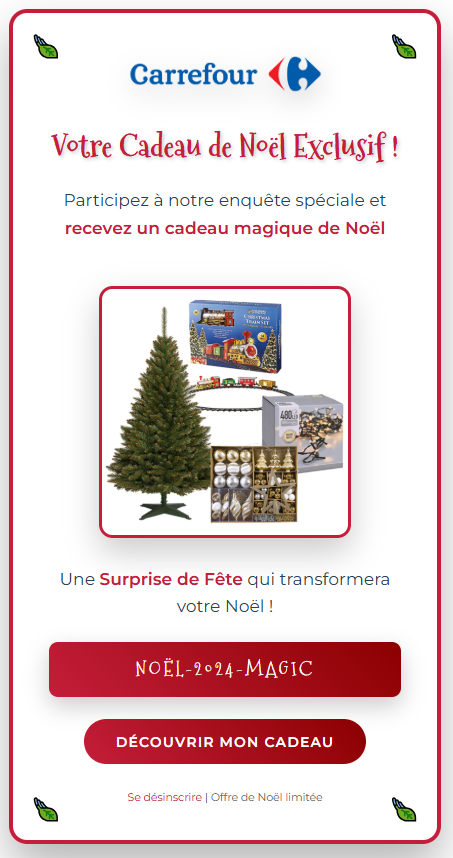 Carrefour
Votre Cadeau de Noël Exclusif !
Participez à notre enquête spéciale et
recevez un cadeau magique de Noël
CHRISTMAS
TRAIN SET
480
Une Surprise de Fête qui transformera
votre Noël !
NOËL-2024-MAGIC
DÉCOUVRIR MON CADEAU
Se désinscrire | Offre de Noël limitée